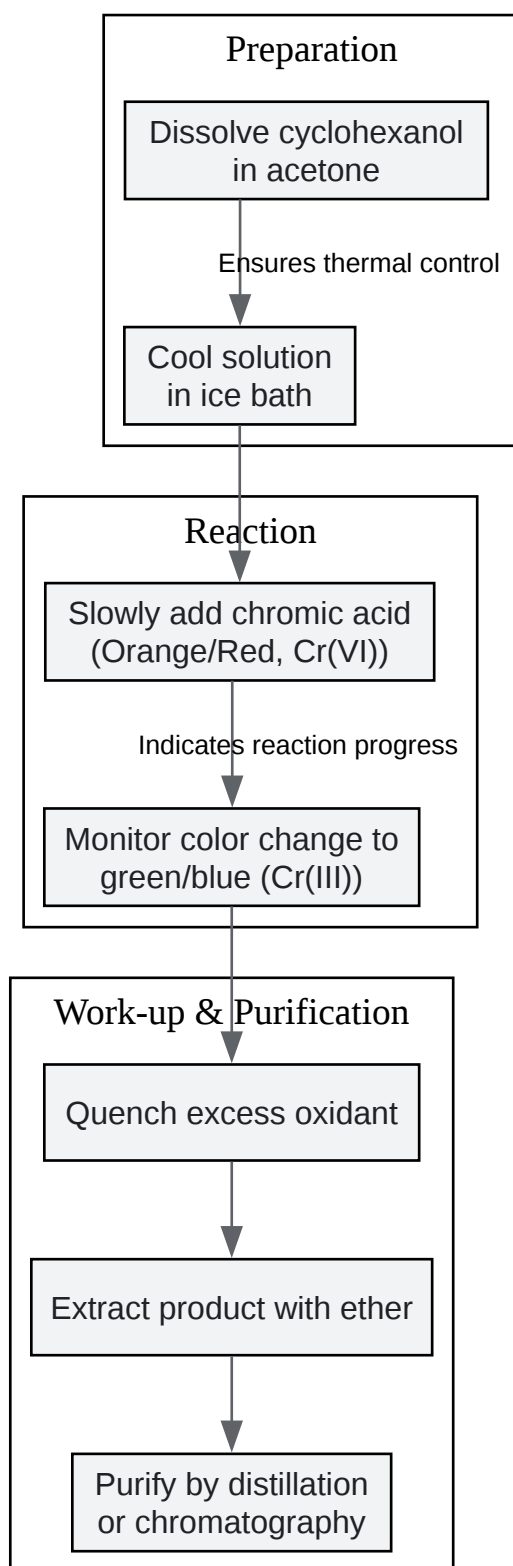 Preparation
Dissolve cyclohexanol
in acetone
Ensures thermal control
Cool solution
in ice bath
Reaction
Slowly add chromic acid
(Orange/Red, Cr(VI))
Indicates reaction progress
Monitor color change to
green/blue (Cr(III))
Work-up & Purification
Quench excess oxidant
Extract product with ether
Purify by distillation
or chromatography